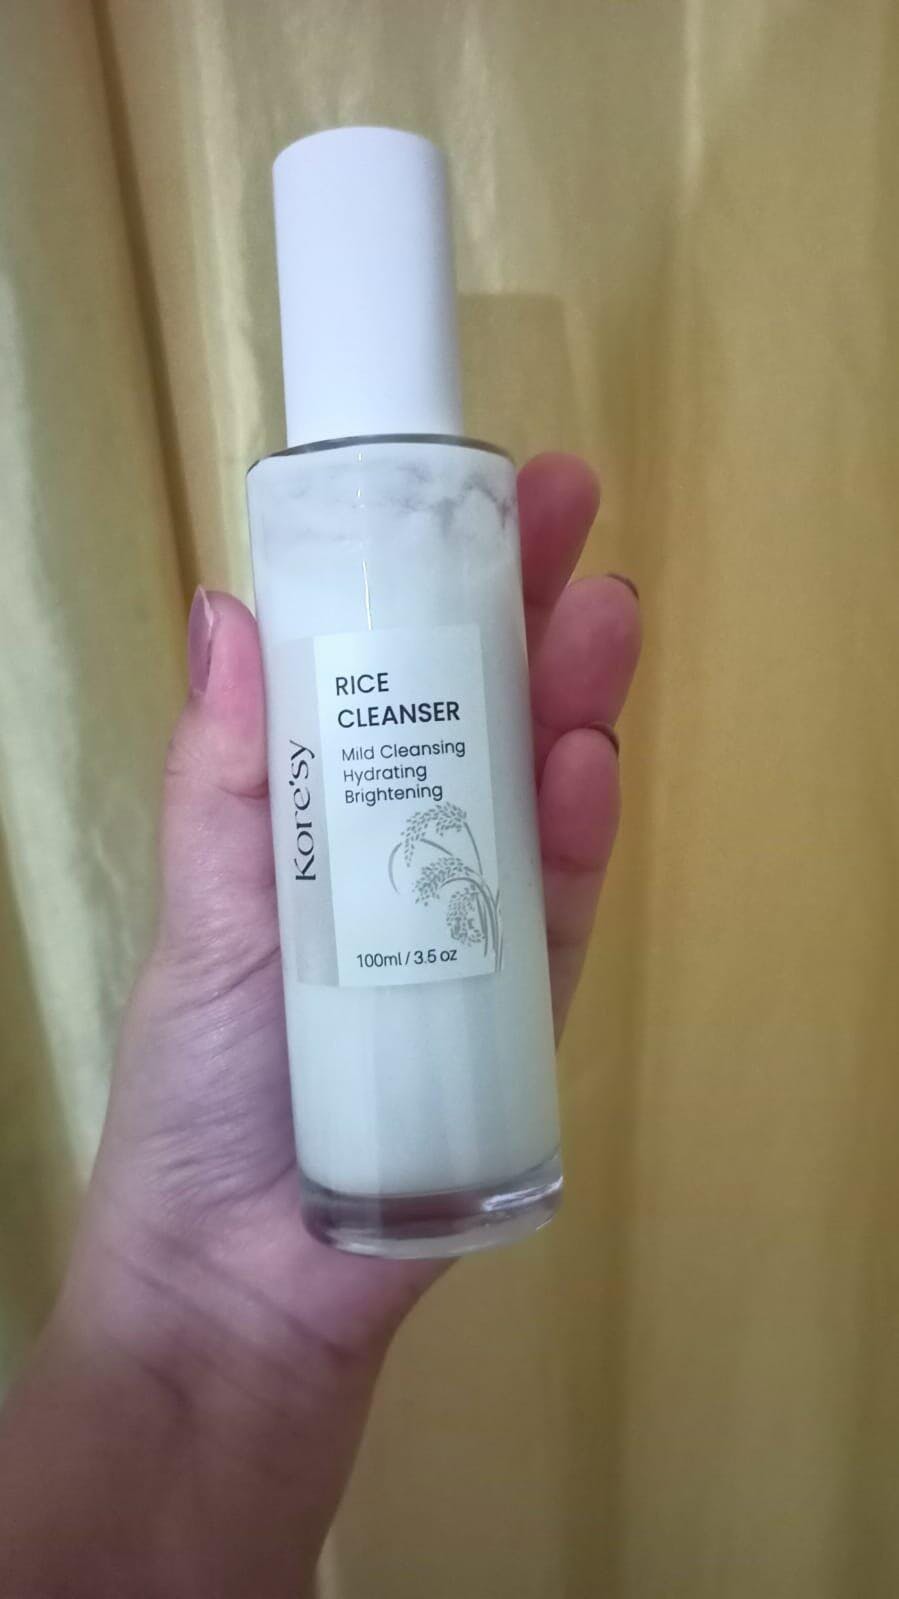 RICE
CLEANSER
Mild Cleansing
Hydrating
Brightening
Kore'sy
100ml / 3.5 oz